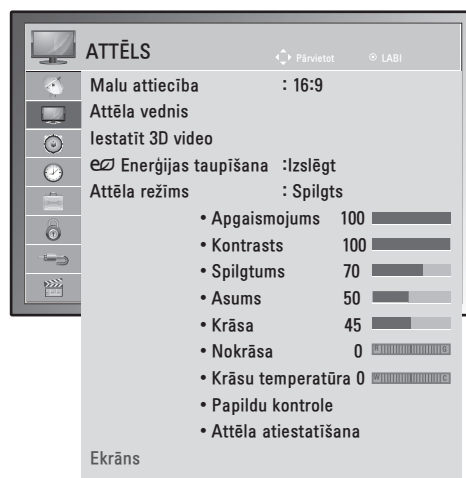 ATTĒLS
Pārvietot LABI
Malu attiecība : 16:9
Attēla vednis
Iestatīt 3D video
Enerģijas taupīšana :Izslēgt
Attēla režīms : Spilgts
• Apgaismojums 100
• Kontrasts 100
• Spilgtums 70
• Asums 50
• Krāsa 45
• Nokrāsa 0 R G
• Krāsu temperatūra 0 W C
• Papildu kontrole
• Attēla atiestatīšana
Ekrāns